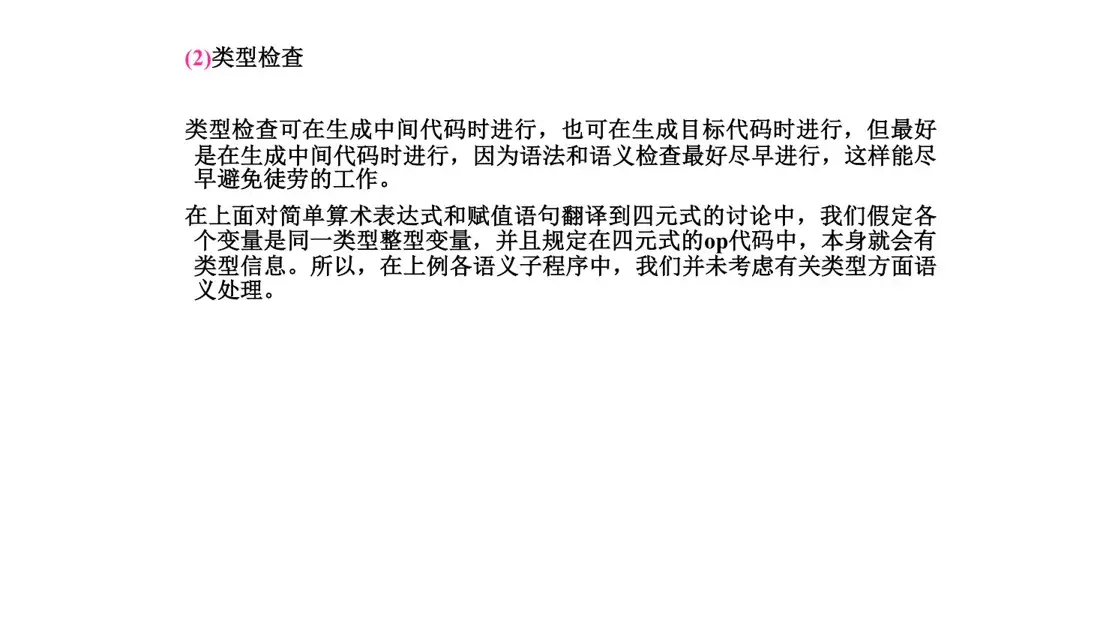 (2)类型检查
类型检查可在生成中间代码时进行，也可在生成目标代码时进行，但最好
是在生成中间代码时进行，因为语法和语义检查最好尽早进行，这样能尽
早避免徒劳的工作。
在上面对简单算术表达式和赋值语句翻译到四元式的讨论中，我们假定各
个变量是同一类型整型变量，并且规定在四元式的op代码中，本身就会有
类型信息。所以，在上例各语义子程序中，我们并未考虑有关类型方面语
义处理。